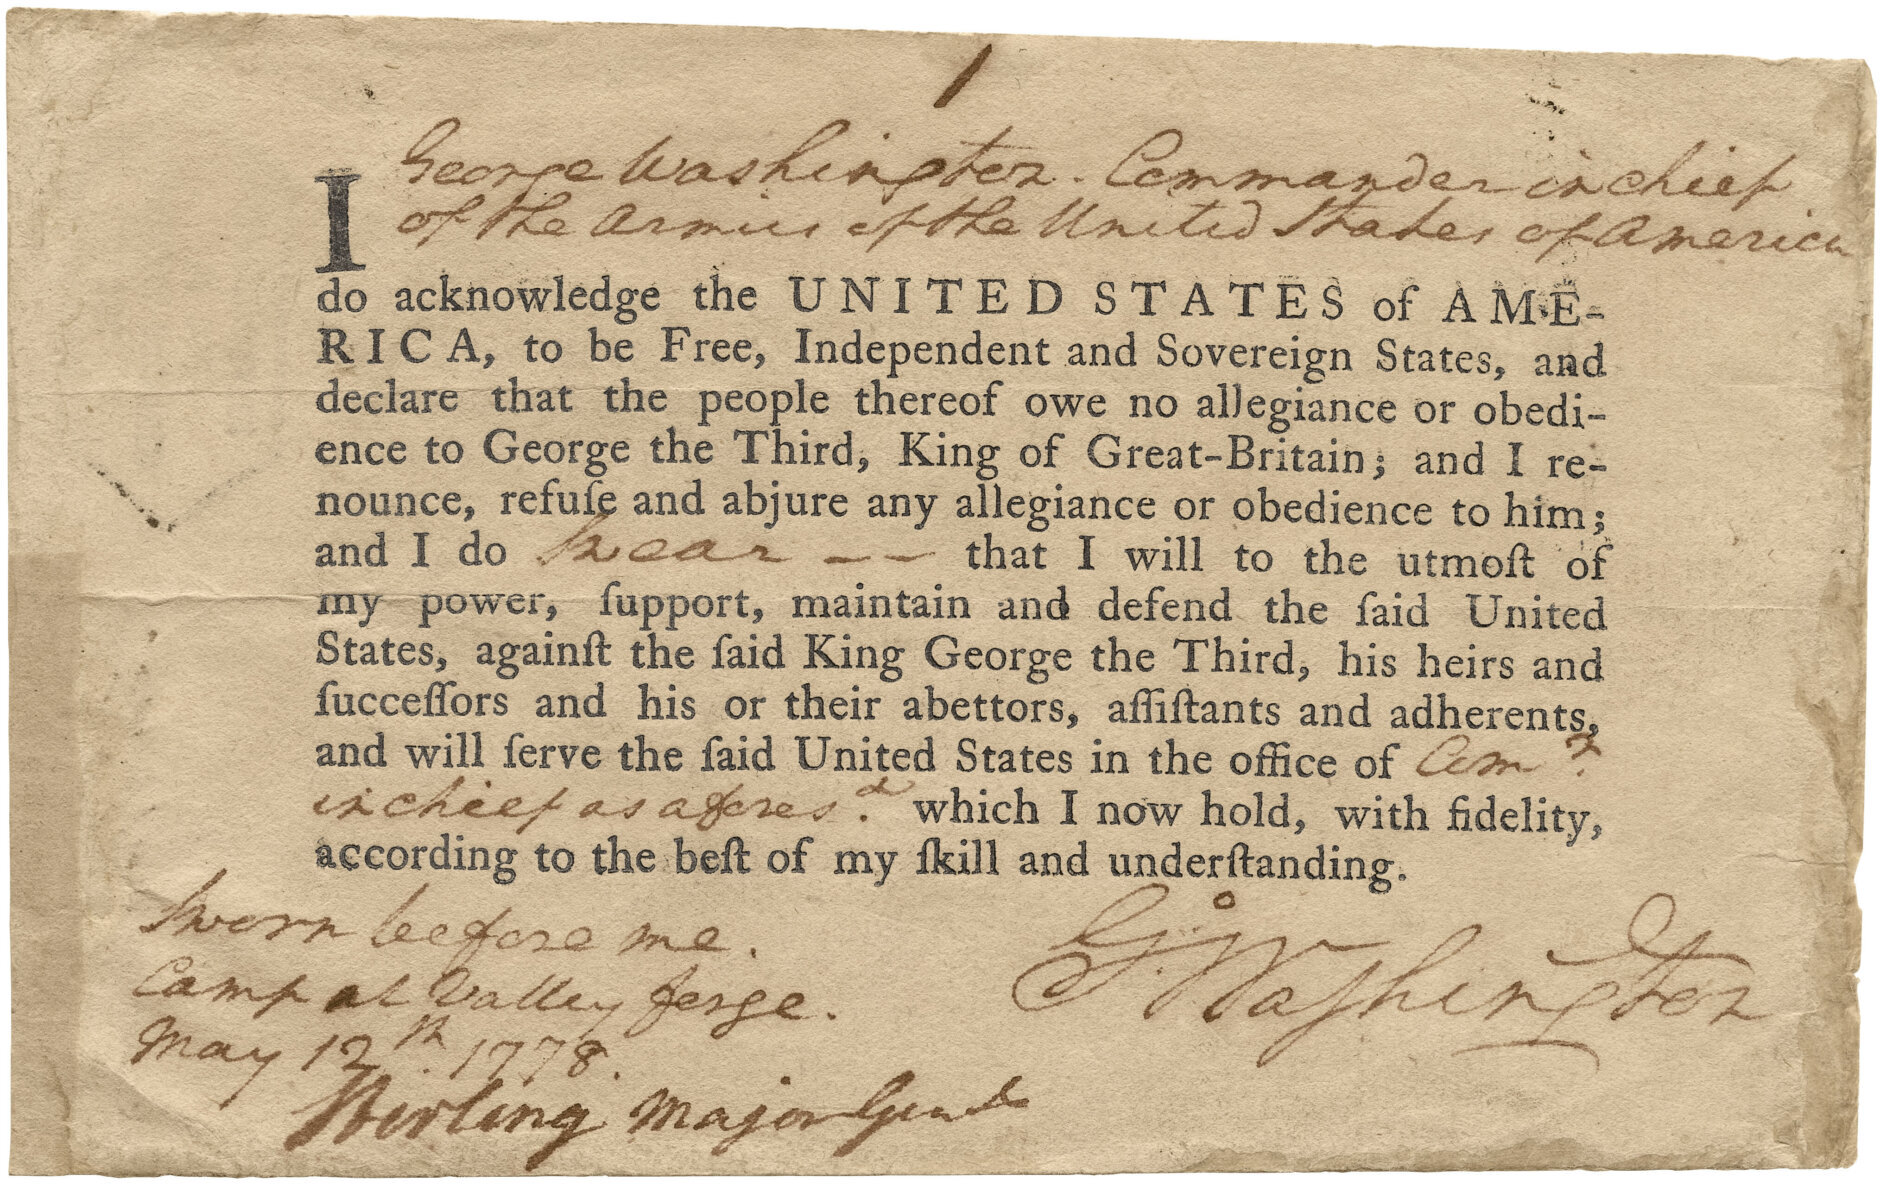 1
I George Washington. Commander in chief
of the Armies of the United States of America
do acknowledge the UNITED STATES of AME-
RICA, to be Free, Independent and Sovereign States, and
declare that the people thereof owe no allegiance or obedi-
ence to George the Third, King of Great-Britain; and I re-
nounce, refuſe and abjure any allegiance or obedience to him;
and I do Swear — — that I will to the utmoſt of
my power, ſupport, maintain and defend the ſaid United
States, againſt the ſaid King George the Third, his heirs and
ſucceſſors and his or their abettors, aſſiſtants and adherents,
and will ſerve the ſaid United States in the office of Comʳ.
in chief as aforesᵈ. which I now hold, with fidelity,
according to the beſt of my ſkill and underſtanding.
Sworn before me.
Camp at Valley forge.
May 12ᵗʰ. 1778.
Stirling Major Genˡ
Gᵒ: Waſhington